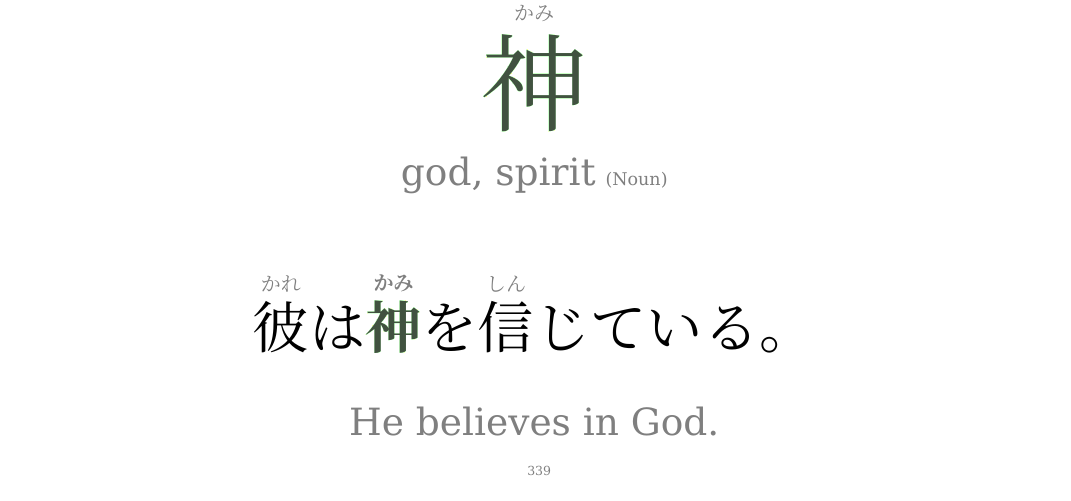 かみ
神
god, spirit (Noun)
かれ かみ しん
彼は神を信じている。
He believes in God.
339